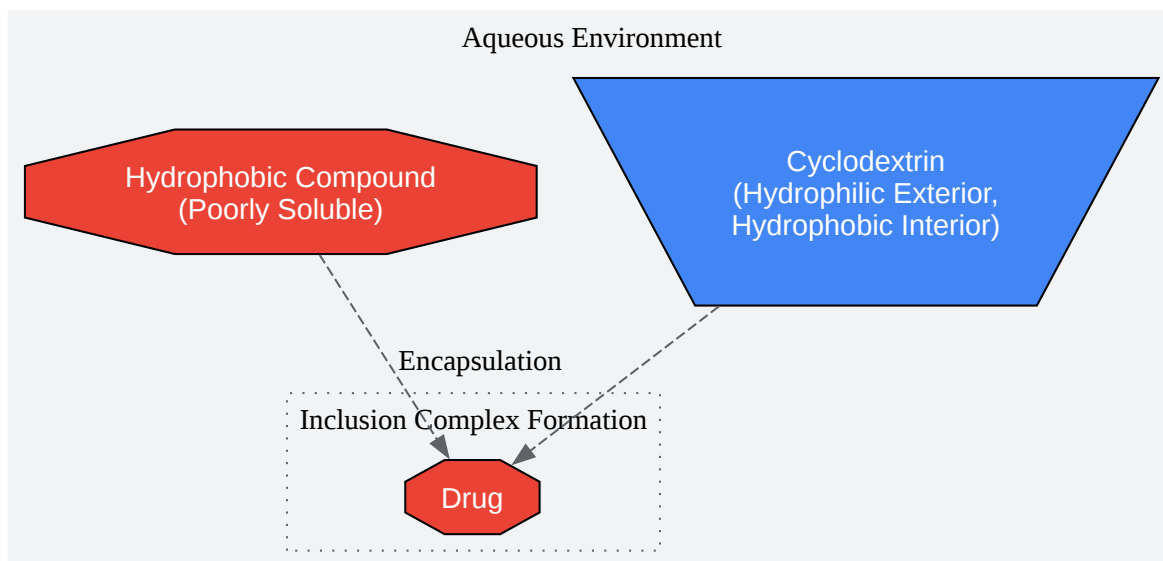 Aqueous Environment
Hydrophobic Compound
(Poorly Soluble)
Cyclodextrin
(Hydrophilic Exterior,
Hydrophobic Interior)
Encapsulation
Inclusion Complex Formation
Drug